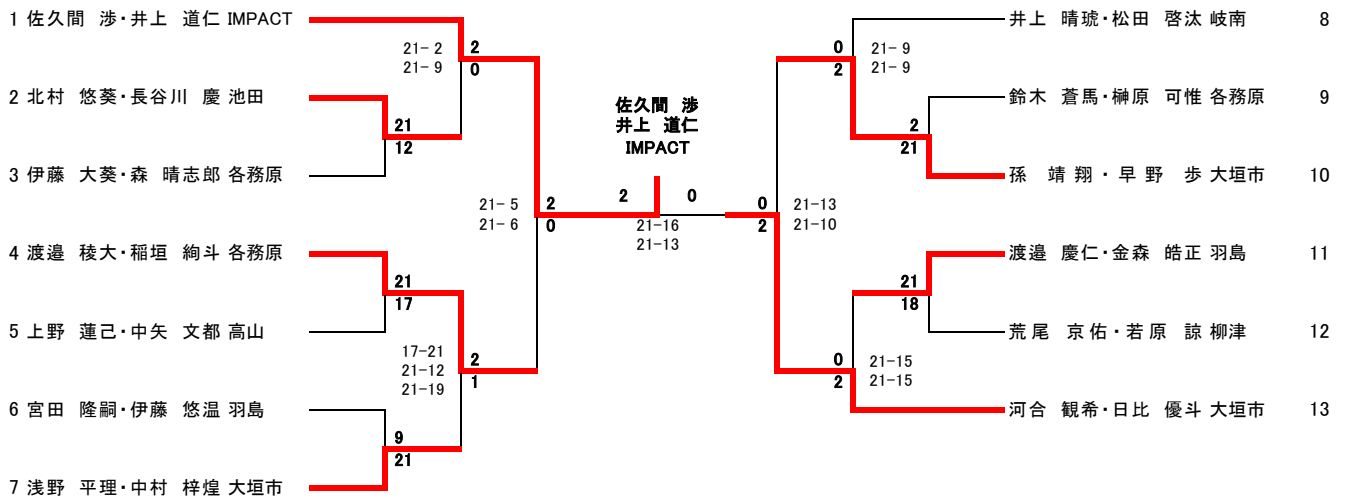 1 佐久間 渉・井上 道仁 IMPACT
2 北村 悠葵・長谷川 慶 池田
3 伊藤 大葵・森 晴志郎 各務原
4 渡邉 稜大・稲垣 絢斗 各務原
5 上野 蓮己・中矢 文都 高山
6 宮田 隆嗣・伊藤 悠温 羽島
7 浅野 平理・中村 梓煌 大垣市
21- 2
21- 9
2
0
21
12
21
17
17-21
21-12
21-19
2
1
9
21
21- 5
21- 6
2
0
佐久間 渉
井上 道仁
IMPACT
2 0
21-16
21-13
0
2
21-13
21-10
0
2
21- 9
21- 9
2
21
21
18
0
2
21-15
21-15
井上 晴琥・松田 啓汰 岐南 8
鈴木 蒼馬・榊原 可惟 各務原 9
孫 靖翔・早野 歩 大垣市 10
渡邉 慶仁・金森 皓正 羽島 11
荒尾 京佑・若原 諒 柳津 12
河合 観希・日比 優斗 大垣市 13